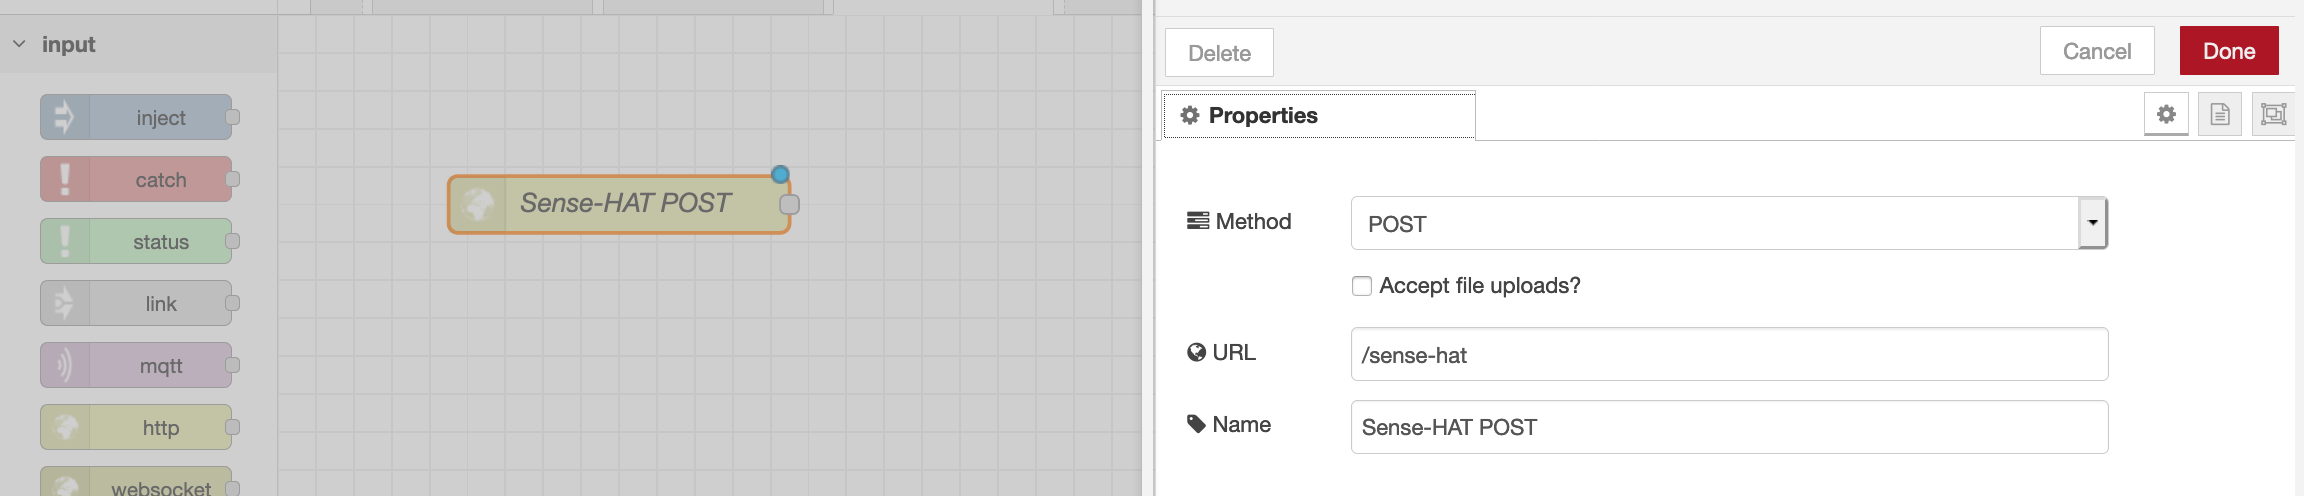 input
inject
catch
status
link
mqtt
http
websocket
Sense-HAT POST
Delete
Cancel
Done
Properties
Method
POST
Accept file uploads?
URL
/sense-hat
Name
Sense-HAT POST